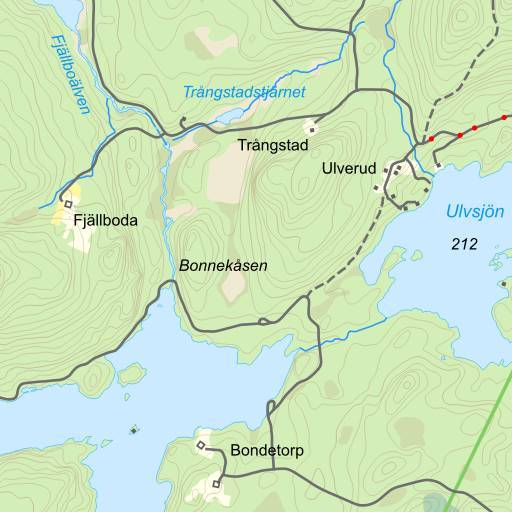 Fjällboälven
Trångstadstjärnet
Trångstad
Ulverud
Fjällboda
Ulvsjön
212
Bonnekåsen
Bondetorp